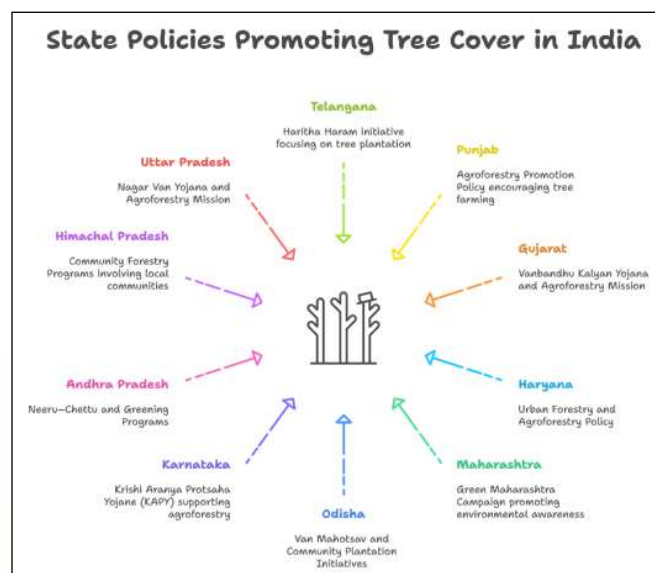 State Policies Promoting Tree Cover in India
Telangana
Haritha Haram initiative
focusing on tree plantation
Punjab
Agroforestry Promotion
Policy encouraging tree
farming
Gujarat
Vanbandhu Kalyan Yojana
and Agroforestry Mission
Haryana
Urban Forestry and
Agroforestry Policy
Maharashtra
Green Maharashtra
Campaign promoting
environmental awareness
Odisha
Van Mahotsav and
Community Plantation
Initiatives
Karnataka
Krishi Aranya Protsaha
Yojane (KAPY) supporting
agroforestry
Andhra Pradesh
Neeru-Chettu and Greening
Programs
Himachal Pradesh
Community Forestry
Programs involving local
communities
Uttar Pradesh
Nagar Van Yojana and
Agroforestry Mission